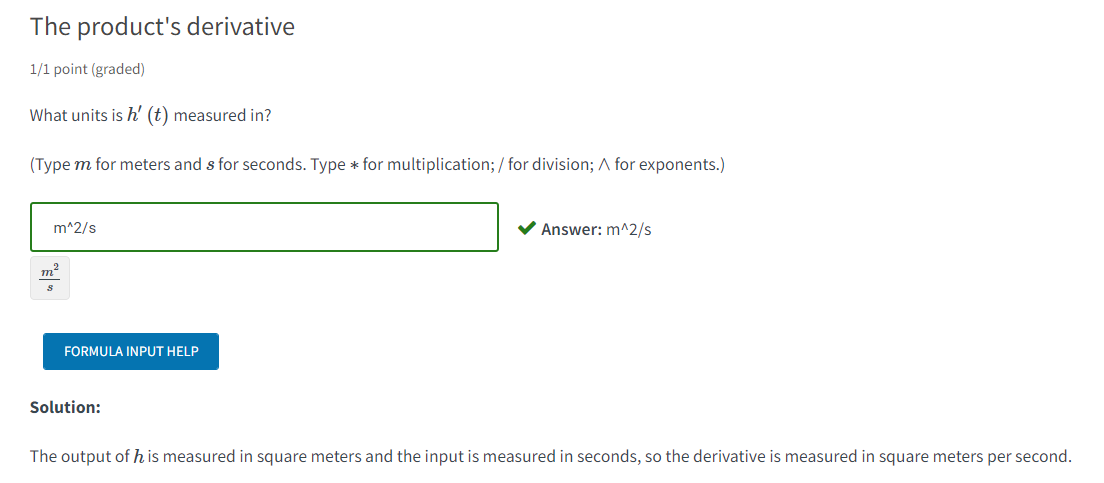 The product's derivative
1/1 point (graded)
What units is h′ (t) measured in?
(Type m for meters and s for seconds. Type * for multiplication; / for division; ∧ for exponents.)
m^2/s
✔ Answer: m^2/s
m²/s
FORMULA INPUT HELP
Solution:
The output of h is measured in square meters and the input is measured in seconds, so the derivative is measured in square meters per second.